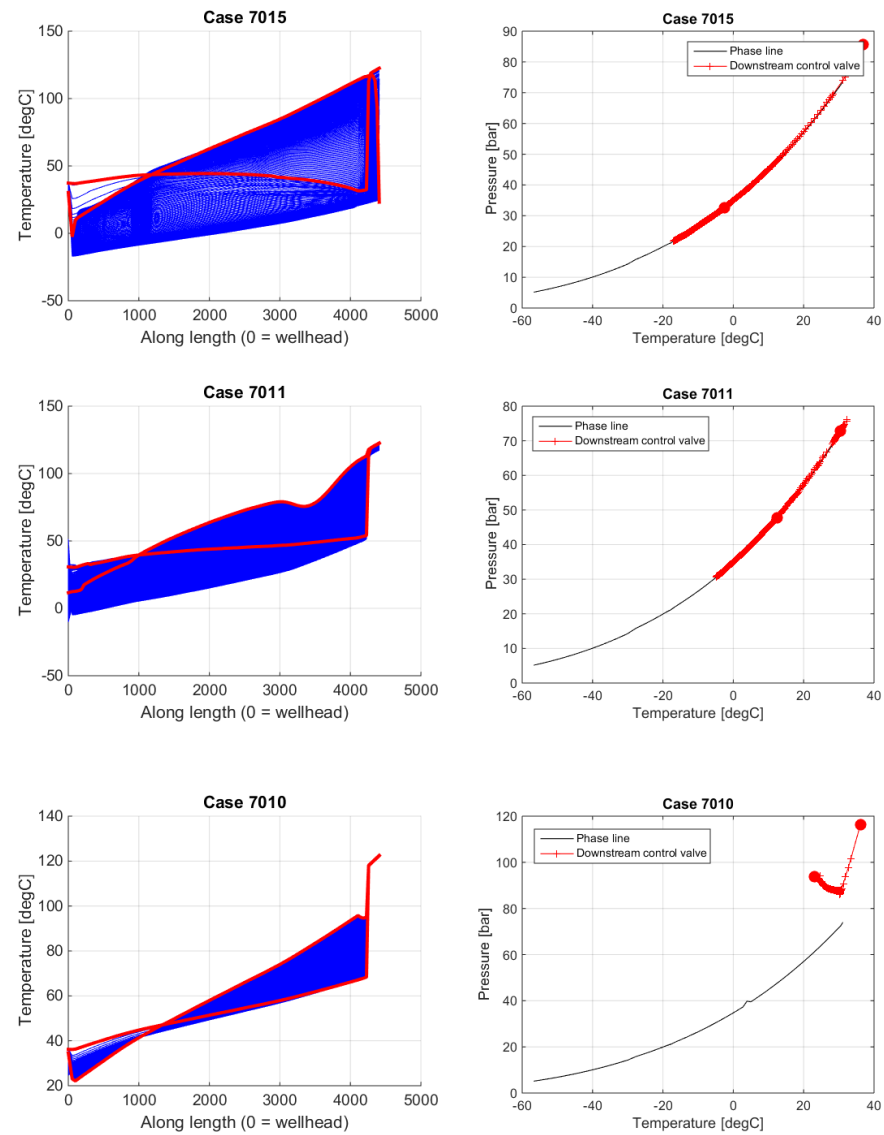 Case 7015
150
100
50
0
-50
0 1000 2000 3000 4000 5000
Temperature [degC]
Along length (0 = wellhead)
Case 7015
90
80
70
60
50
40
30
20
10
0
-60 -40 -20 0 20 40
Pressure [bar]
Temperature [degC]
Phase line
Downstream control valve
Case 7011
150
100
50
0
-50
0 1000 2000 3000 4000 5000
Temperature [degC]
Along length (0 = wellhead)
Case 7011
80
70
60
50
40
30
20
10
0
-60 -40 -20 0 20 40
Pressure [bar]
Temperature [degC]
Phase line
Downstream control valve
Case 7010
140
120
100
80
60
40
20
0 1000 2000 3000 4000 5000
Temperature [degC]
Along length (0 = wellhead)
Case 7010
120
100
80
60
40
20
0
-60 -40 -20 0 20 40
Pressure [bar]
Temperature [degC]
Phase line
Downstream control valve